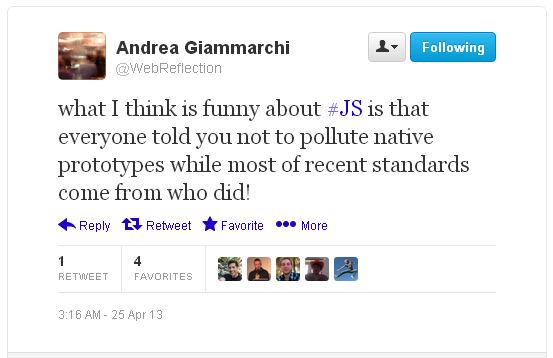 Andrea Giammarchi
@WebReflection
Following
what I think is funny about #JS is that
everyone told you not to pollute native
prototypes while most of recent standards
come from who did!
Reply Retweet Favorite More
1 RETWEET 4 FAVORITES
3:16 AM - 25 Apr 13